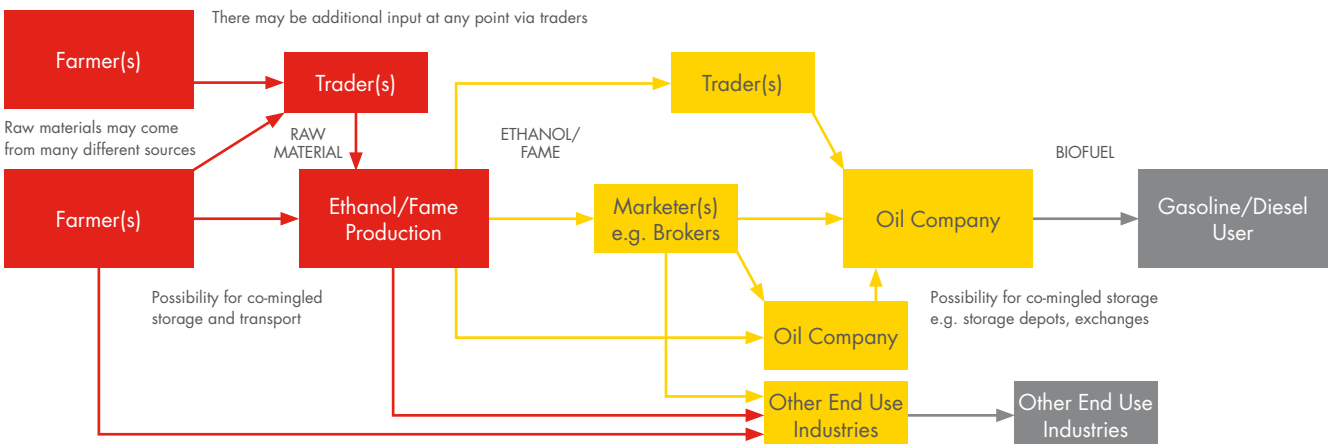 There may be additional input at any point via traders
Farmer(s)
Trader(s)
Trader(s)
Raw materials may come
from many different sources
RAW
MATERIAL
ETHANOL/
FAME
BIOFUEL
Farmer(s)
Ethanol/Fame
Production
Marketer(s)
e.g. Brokers
Oil Company
Gasoline/Diesel
User
Possibility for co-mingled
storage and transport
Possibility for co-mingled storage
e.g. storage depots, exchanges
Oil Company
Other End Use
Industries
Other End Use
Industries